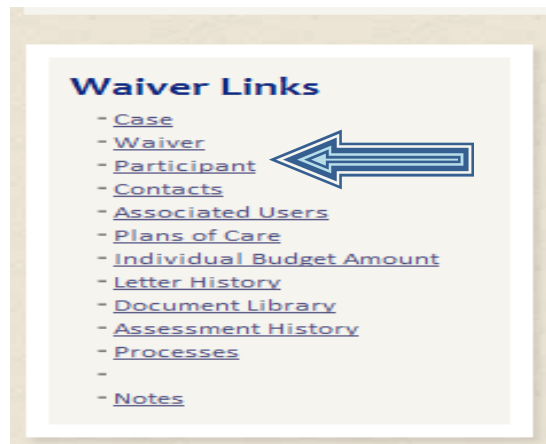 Waiver Links
- Case
- Waiver
- Participant
- Contacts
- Associated Users
- Plans of Care
- Individual Budget Amount
- Letter History
- Document Library
- Assessment History
- Processes
-
- Notes